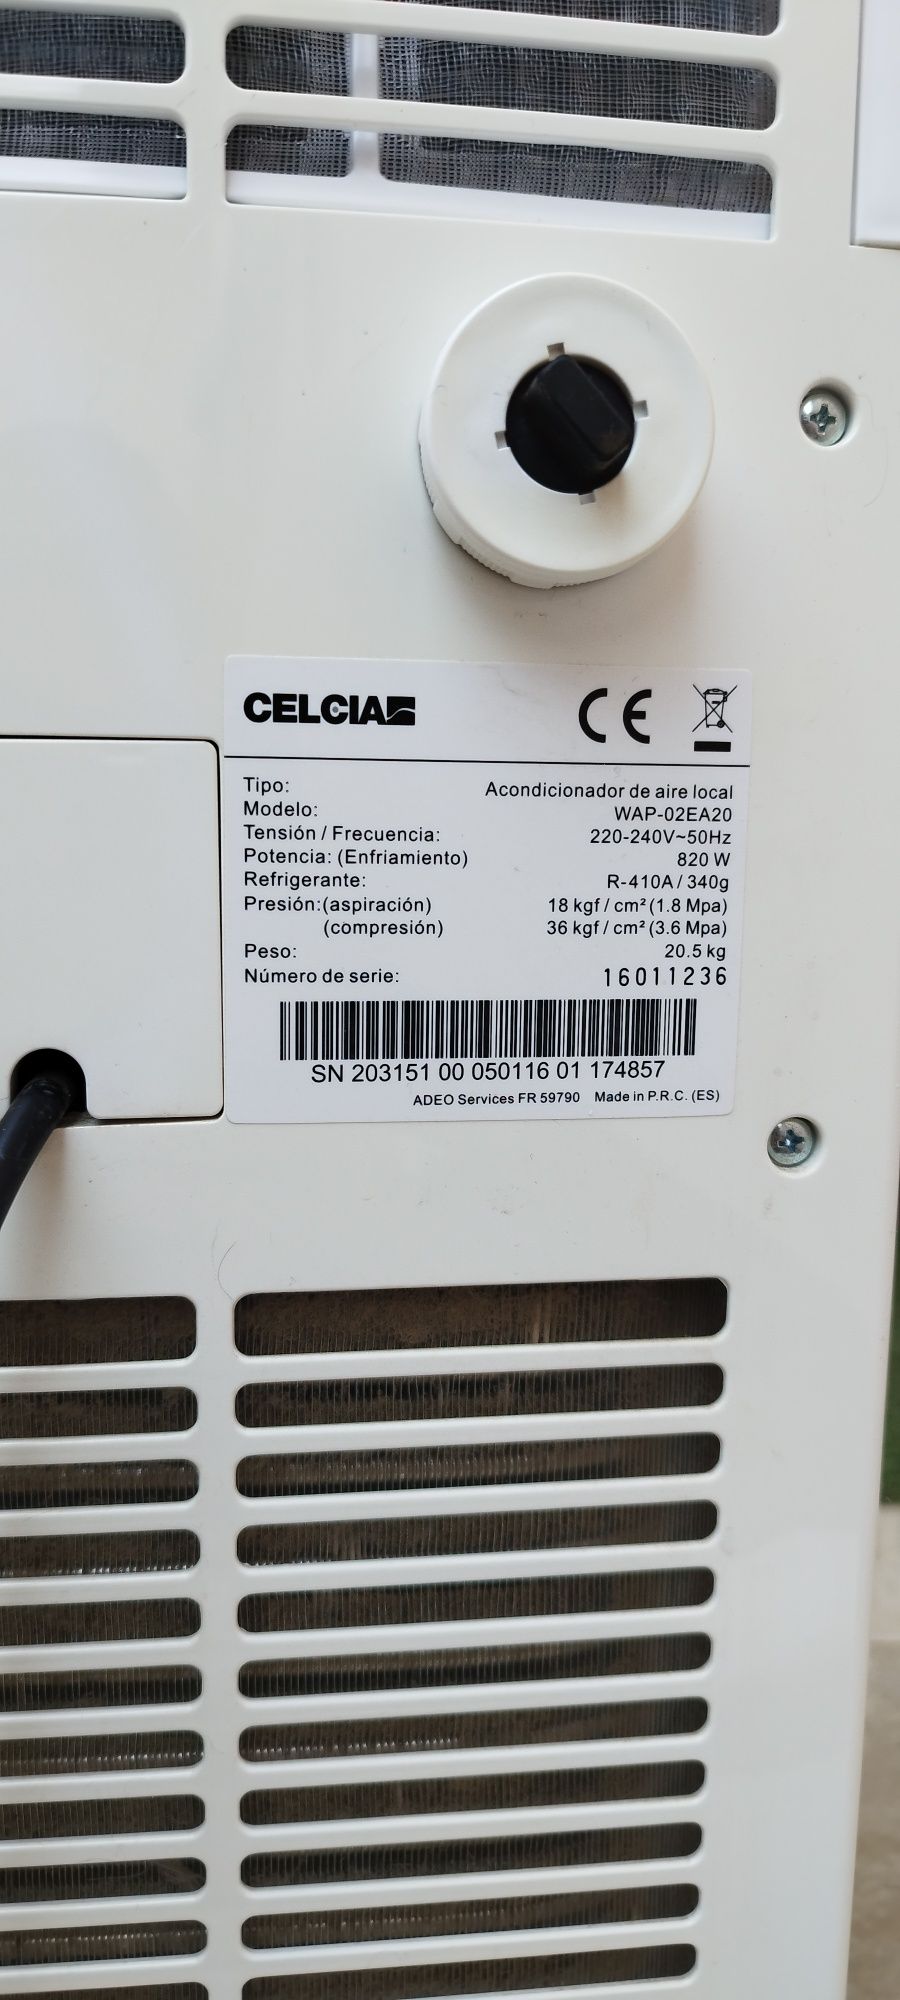 CELCIA CE
Tipo: Acondicionador de aire local
Modelo: WAP-02EA20
Tensión / Frecuencia: 220-240V~50Hz
Potencia: (Enfriamiento) 820 W
Refrigerante: R-410A / 340g
Presión:(aspiración) 18 kgf / cm² (1.8 Mpa)
(compresión) 36 kgf / cm² (3.6 Mpa)
Peso: 20.5 kg
Número de serie: 16011236
SN 203151 00 050116 01 174857
ADEO Services FR 59790 Made in P.R.C. (ES)